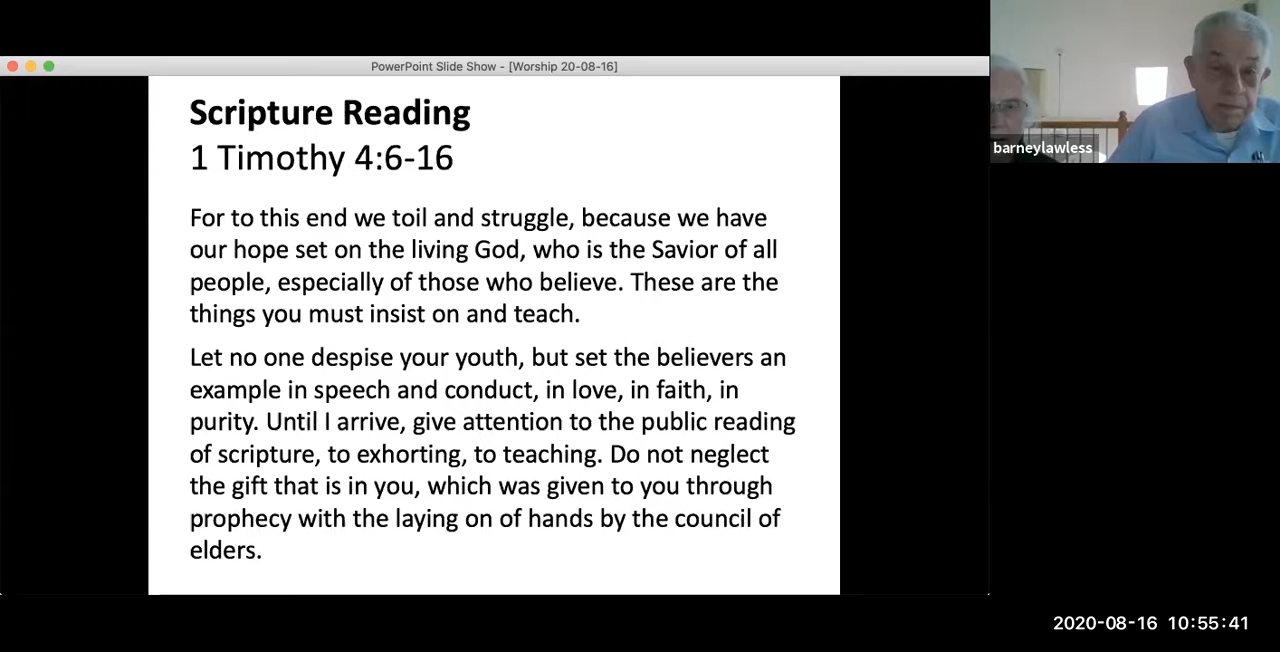 PowerPoint Slide Show - [Worship 20-08-16]
Scripture Reading
1 Timothy 4:6-16
For to this end we toil and struggle, because we have
our hope set on the living God, who is the Savior of all
people, especially of those who believe. These are the
things you must insist on and teach.
Let no one despise your youth, but set the believers an
example in speech and conduct, in love, in faith, in
purity. Until I arrive, give attention to the public reading
of scripture, to exhorting, to teaching. Do not neglect
the gift that is in you, which was given to you through
prophecy with the laying on of hands by the council of
elders.
barneylawless
2020-08-16 10:55:41